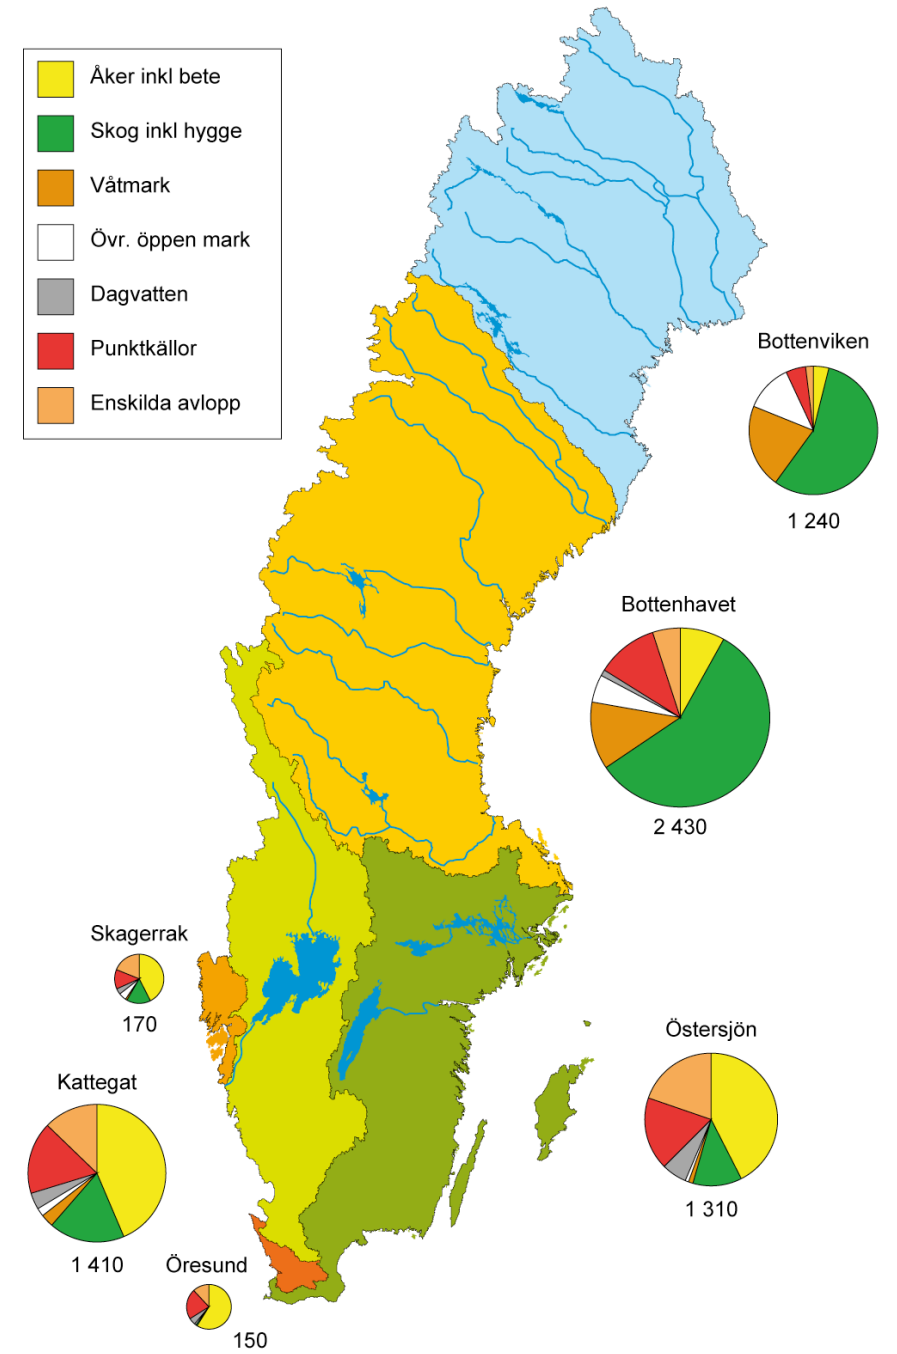 Åker inkl bete
Skog inkl hygge
Våtmark
Övr. öppen mark
Dagvatten
Punktkällor
Enskilda avlopp
Bottenviken
1 240
Bottenhavet
2 430
Skagerrak
170
Östersjön
1 310
Kattegat
1 410
Öresund
150